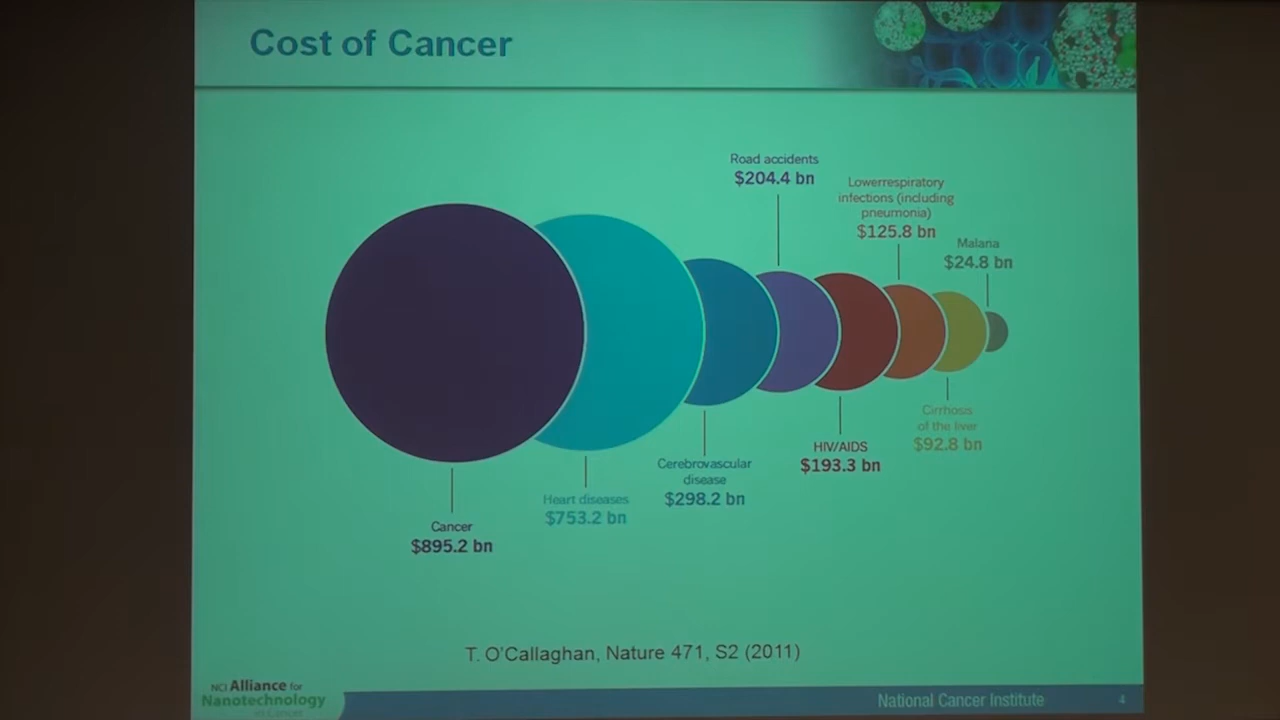 Cost of Cancer
Road accidents
$204.4 bn
Lowerrespiratory
infections (including
pneumonia)
$125.8 bn
Malaria
$24.8 bn
Cirrhosis
of the liver
$92.8 bn
HIV/AIDS
$193.3 bn
Cerebrovascular
disease
$298.2 bn
Heart diseases
$753.2 bn
Cancer
$895.2 bn
T. O'Callaghan, Nature 471, S2 (2011)
NCI Alliance for
Nanotechnology
in Cancer
National Cancer Institute
4